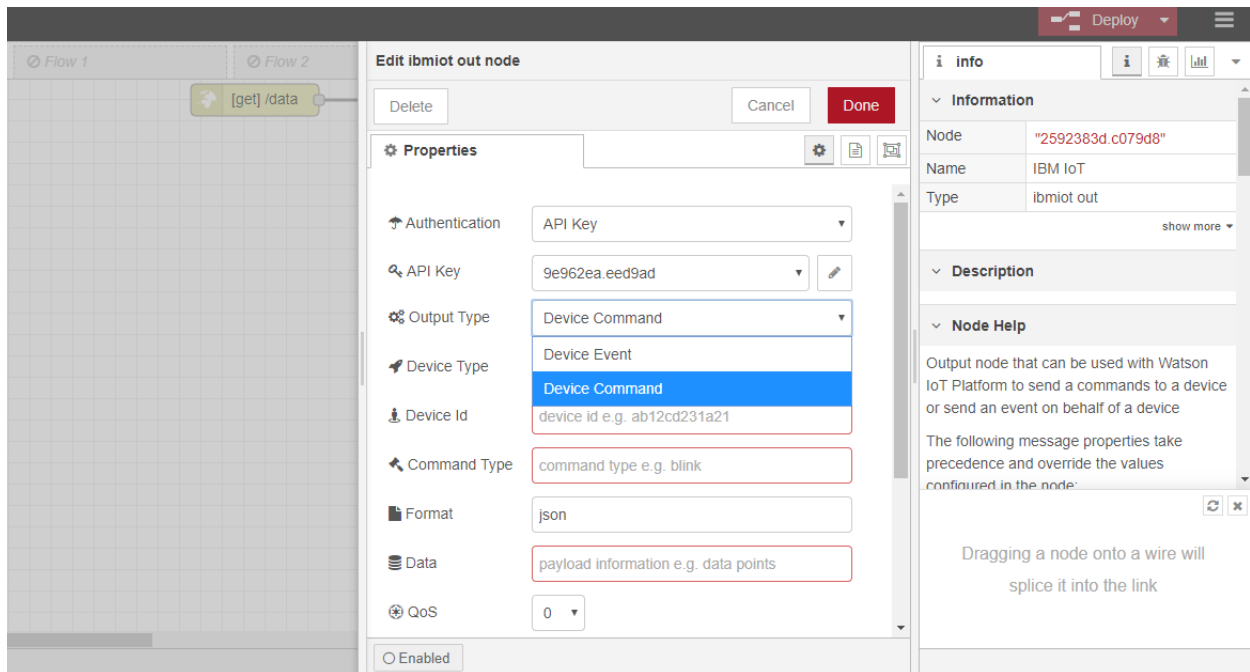 Deploy
Flow 1
Flow 2
[get] /data
Edit ibmiot out node
Delete
Cancel
Done
Properties
Authentication
API Key
API Key
9e962ea.eed9ad
Output Type
Device Command
Device Event
Device Command
Device Type
Device Id
device id e.g. ab12cd231a21
Command Type
command type e.g. blink
Format
json
Data
payload information e.g. data points
QoS
0
Enabled
i info
i
Information
Node
"2592383d.c079d8"
Name
IBM IoT
Type
ibmiot out
show more
Description
Node Help
Output node that can be used with Watson
IoT Platform to send a commands to a device
or send an event on behalf of a device
The following message properties take
precedence and override the values
configured in the node:
Dragging a node onto a wire will
splice it into the link